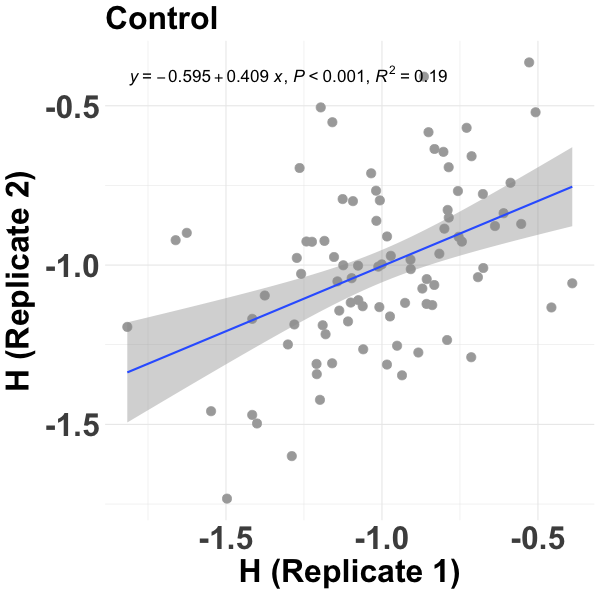 Control
y = −0.595 + 0.409 x, P < 0.001, R² = 0.19
H (Replicate 2)
-0.5
-1.0
-1.5
-1.5 -1.0 -0.5
H (Replicate 1)